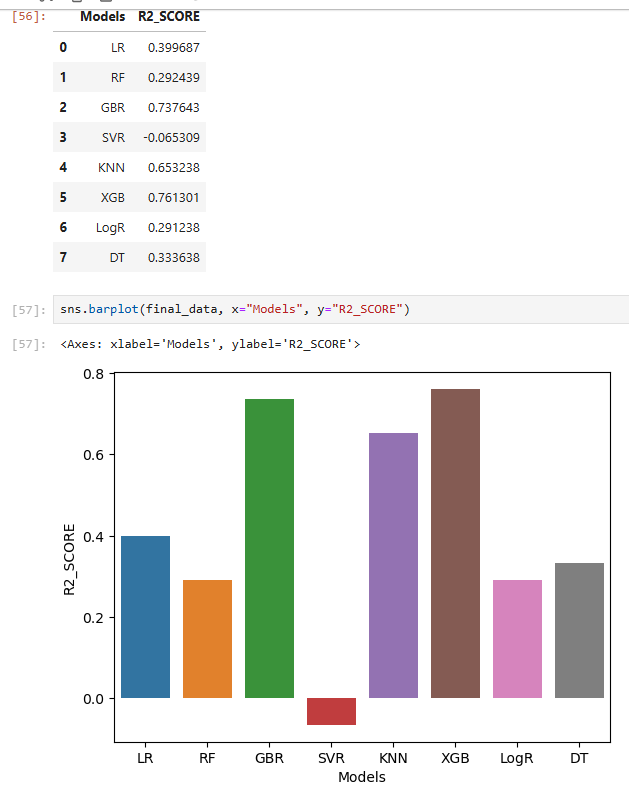 [56]: Models R2_SCORE
0 LR 0.399687
1 RF 0.292439
2 GBR 0.737643
3 SVR -0.065309
4 KNN 0.653238
5 XGB 0.761301
6 LogR 0.291238
7 DT 0.333638
[57]: sns.barplot(final_data, x="Models", y="R2_SCORE")
[57]: <Axes: xlabel='Models', ylabel='R2_SCORE'>
0.8
0.6
0.4
0.2
0.0
R2_SCORE
LR RF GBR SVR KNN XGB LogR DT
Models